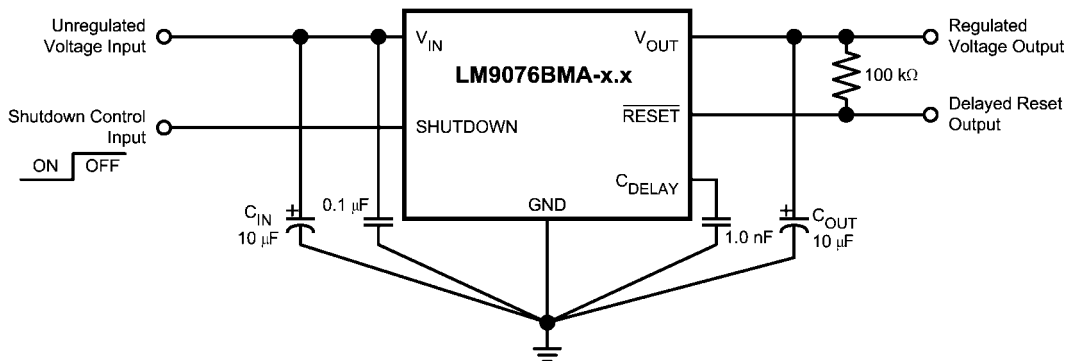 Unregulated
Voltage Input
V_IN
V_OUT
Regulated
Voltage Output
LM9076BMA-x.x
100 kΩ
Shutdown Control
Input
SHUTDOWN
RESET
Delayed Reset
Output
ON
OFF
C_DELAY
GND
C_IN
+
10 µF
0.1 µF
1.0 nF
+
C_OUT
10 µF